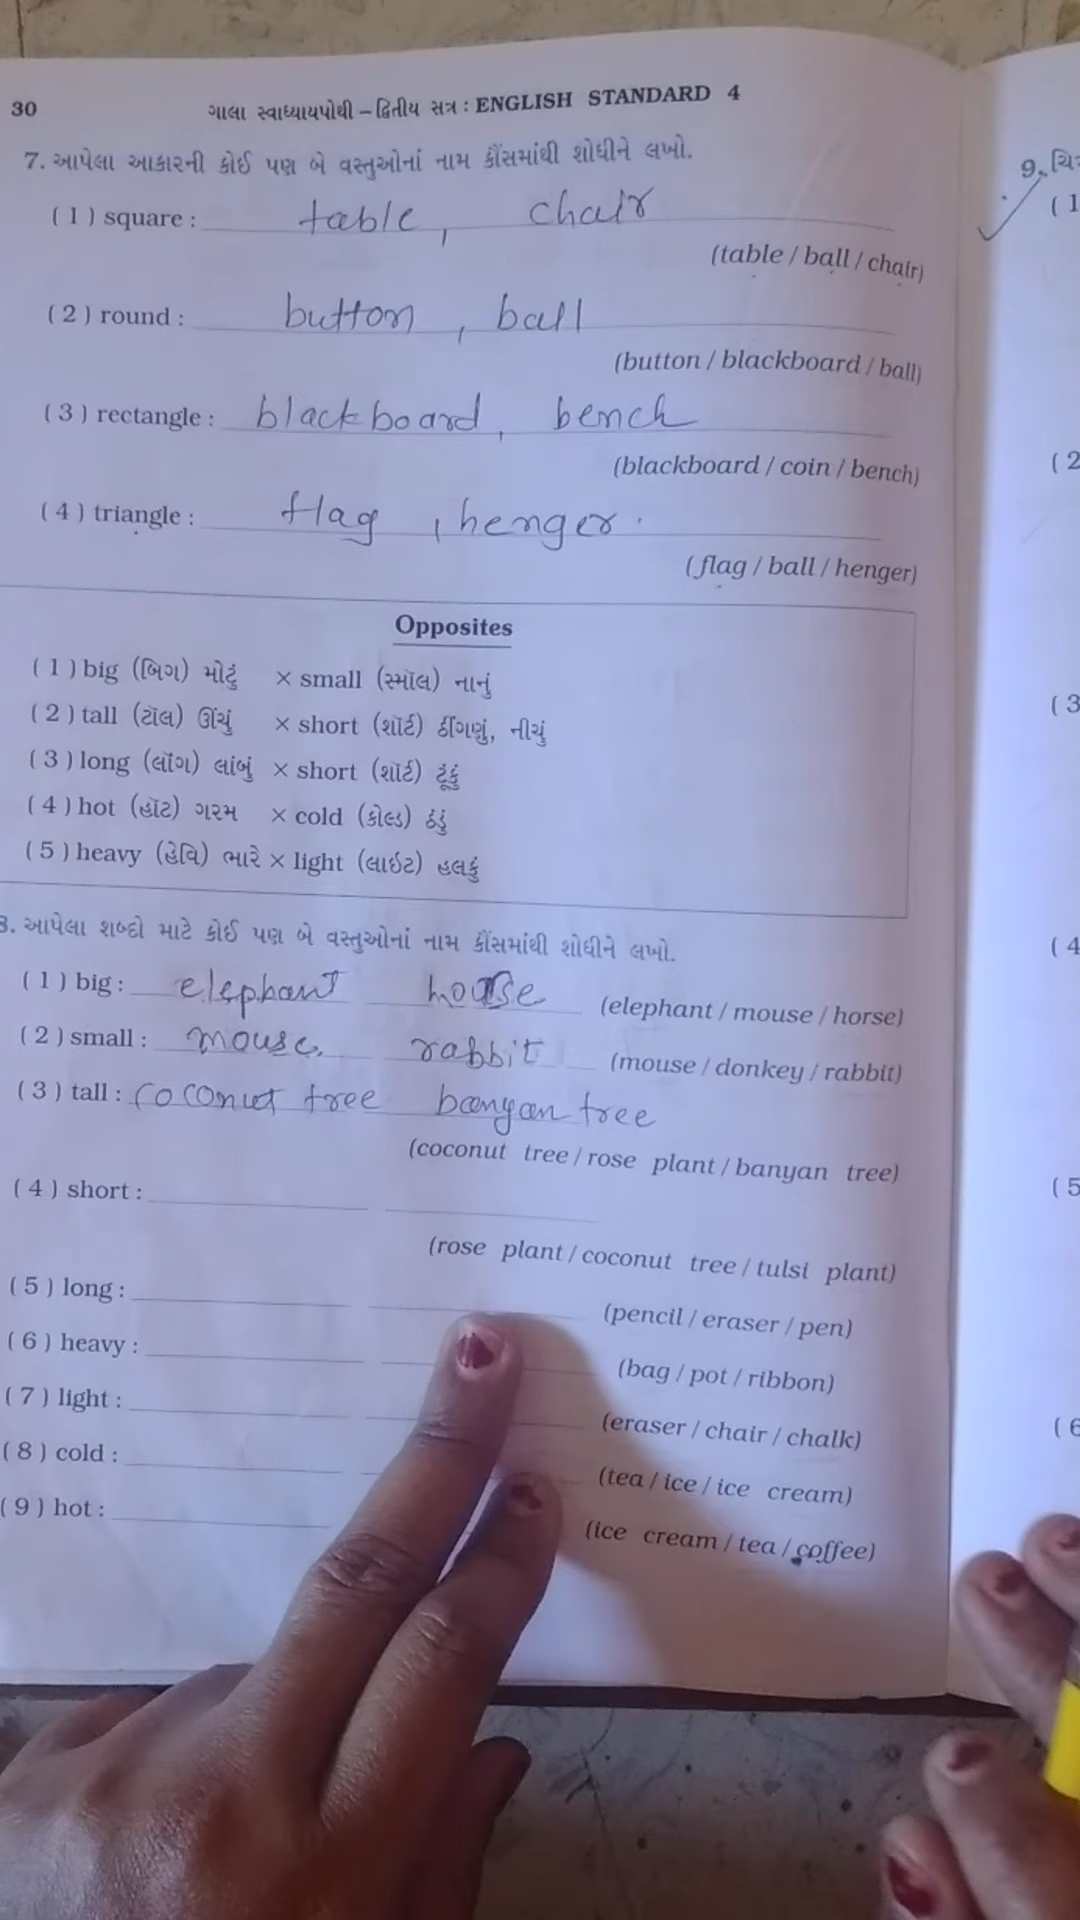 30 ગાલા સ્વાધ્યાયપોથી – દ્વિતીય સત્ર : ENGLISH STANDARD 4
7. આપેલા આકારની કોઈ પણ બે વસ્તુઓનાં નામ કૌંસમાંથી શોધીને લખો.
( 1 ) square : table, chair
(table / ball / chair)
( 2 ) round : button, ball
(button / blackboard / ball)
( 3 ) rectangle : blackboard, bench
(blackboard / coin / bench)
( 4 ) triangle : flag, henger.
(flag / ball / henger)
Opposites
( 1 ) big (બિગ) મોટું × small (સ્મૉલ) નાનું
( 2 ) tall (ટૉલ) ઊંચું × short (શૉર્ટ) ઠીંગણું, નીચું
( 3 ) long (લૉંગ) લાંબું × short (શૉર્ટ) ટૂંકું
( 4 ) hot (હૉટ) ગરમ × cold (કોલ્ડ) ઠંડું
( 5 ) heavy (હેવિ) ભારે × light (લાઇટ) હલકું
8. આપેલા શબ્દો માટે કોઈ પણ બે વસ્તુઓનાં નામ કૌંસમાંથી શોધીને લખો.
( 1 ) big : elephant horse (elephant / mouse / horse)
( 2 ) small : mouse. rabbit (mouse / donkey / rabbit)
( 3 ) tall : coconut tree banyan tree
(coconut tree / rose plant / banyan tree)
( 4 ) short :
(rose plant / coconut tree / tulsi plant)
( 5 ) long : (pencil / eraser / pen)
( 6 ) heavy : (bag / pot / ribbon)
( 7 ) light : (eraser / chair / chalk)
( 8 ) cold : (tea / ice / ice cream)
( 9 ) hot : (ice cream / tea / coffee)
9.
( 1
( 2
( 3
( 4
( 5
( 6